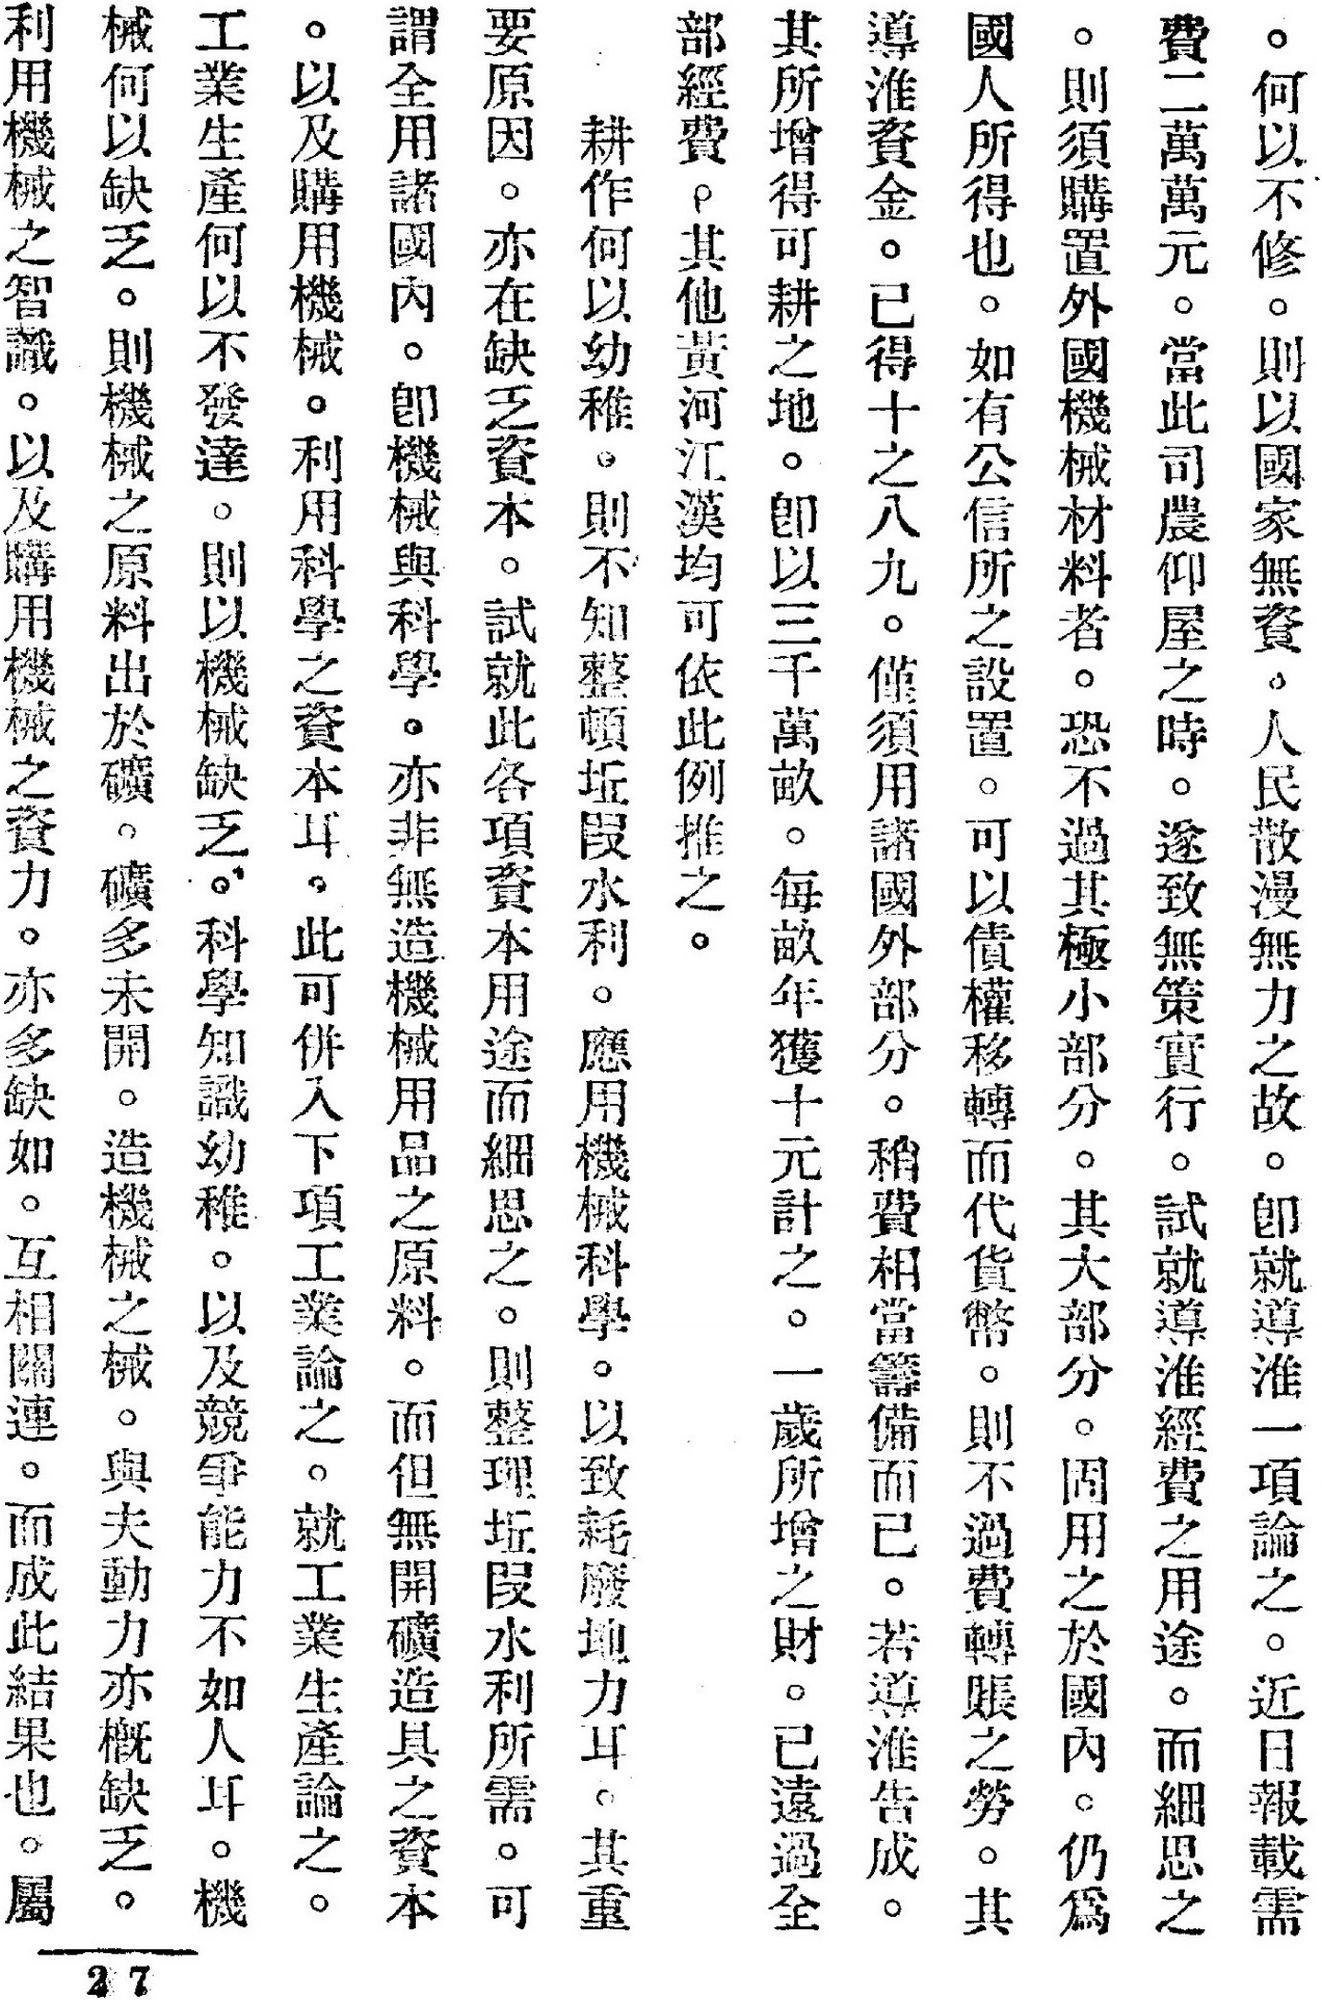 。何以不修。則以國家無資。人民散漫無力之故。卽就導淮一項論之。近日報載需
費二萬萬元。當此司農仰屋之時。遂致無策實行。試就導淮經費之用途。而細思之
。則須購置外國機械材料者。恐不過其極小部分。其大部分。固用之於國內。仍爲
國人所得也。如有公信所之設置。可以債權移轉而代貨幣。則不過費轉賬之勞。其
導淮資金。已得十之八九。僅須用諸國外部分。稍費相當籌備而已。若導淮告成。
其所增得可耕之地。卽以三千萬畝。每畝年獲十元計之。一歲所增之財。已遠過全
部經費。其他黃河江漢均可依此例推之。
耕作何以幼稚。則不知整頓坵段水利。應用機械科學。以致耗廢地力耳。其重
要原因。亦在缺乏資本。試就此各項資本用途而細思之。則整理坵段水利所需。可
謂全用諸國內。卽機械與科學。亦非無造機械用品之原料。而但無開礦造具之資本
。以及購用機械。利用科學之資本耳。此可併入下項工業論之。就工業生產論之。
工業生產何以不發達。則以機械缺乏。科學知識幼稚。以及競爭能力不如人耳。機
械何以缺乏。則機械之原料出於礦。礦多未開。造機械之械。與夫動力亦槪缺乏。
利用機械之智識。以及購用機械之資力。亦多缺如。互相關連。而成此結果也。屬
27